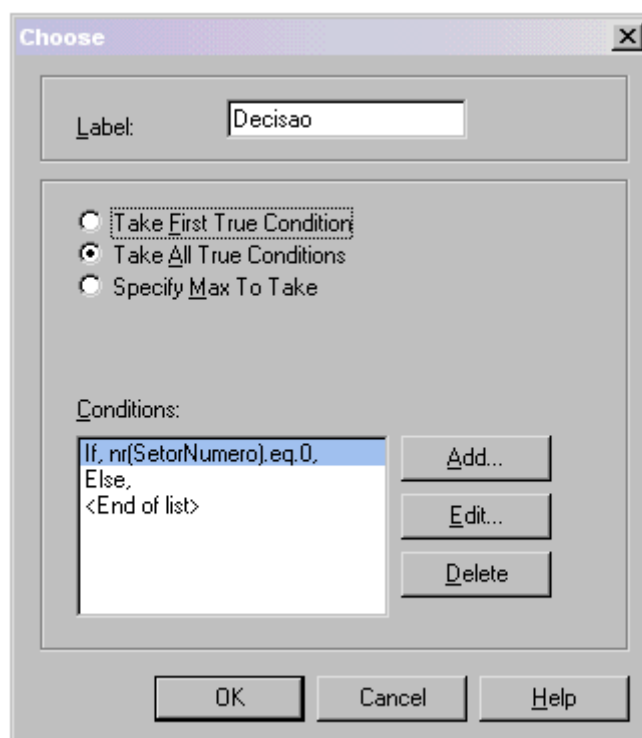 Choose
Label: Decisao
Take First True Condition
Take All True Conditions
Specify Max To Take
Conditions:
If, nr(SetorNumero).eq.0,
Else,
<End of list>
Add...
Edit...
Delete
OK Cancel Help